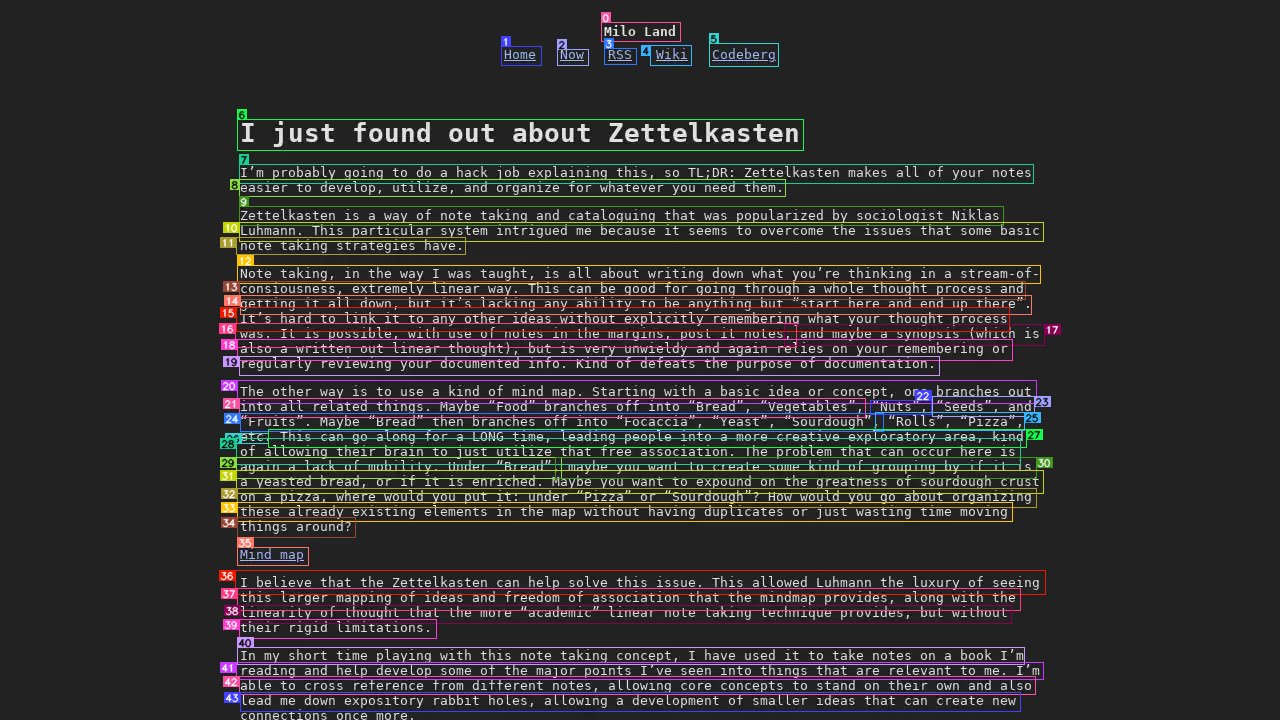 Milo Land
Home Now RSS Wiki Codeberg
I just found out about Zettelkasten
I’m probably going to do a hack job explaining this, so TL;DR: Zettelkasten makes all of your notes
easier to develop, utilize, and organize for whatever you need them.
Zettelkasten is a way of note taking and cataloguing that was popularized by sociologist Niklas
Luhmann. This particular system intrigued me because it seems to overcome the issues that some basic
note taking strategies have.
Note taking, in the way I was taught, is all about writing down what you’re thinking in a stream-of-
consiousness, extremely linear way. This can be good for going through a whole thought process and
getting it all down, but it’s lacking any ability to be anything but “start here and end up there”.
It’s hard to link it to any other ideas without explicitly remembering what your thought process
was. It is possible, with use of notes in the margins, post it notes, and maybe a synopsis (which is
also a written out linear thought), but is very unwieldy and again relies on your remembering or
regularly reviewing your documented info. Kind of defeats the purpose of documentation.
The other way is to use a kind of mind map. Starting with a basic idea or concept, or branches out
into all related things. Maybe “Food” branches off into “Bread”, “Vegetables”, “Nuts”, “Seeds”, and
“Fruits”. Maybe “Bread” then branches off into “Focaccia”, “Yeast”, “Sourdough”, “Rolls”, “Pizza”,
etc. This can go along for a LONG time, leading people into a more creative exploratory area, kind
of allowing their brain to just utilize that free association. The problem that can occur here is
again a lack of mobility. Under “Bread”, maybe you want to create some kind of grouping by if it is
a yeasted bread, or if it is enriched. Maybe you want to expound on the greatness of sourdough crust
on a pizza, where would you put it: under “Pizza” or “Sourdough”? How would you go about organizing
these already existing elements in the map without having duplicates or just wasting time moving
things around?
Mind map
I believe that the Zettelkasten can help solve this issue. This allowed Luhmann the luxury of seeing
this larger mapping of ideas and freedom of association that the mindmap provides, along with the
linearity of thought that the more “academic” linear note taking technique provides, but without
their rigid limitations.
In my short time playing with this note taking concept, I have used it to take notes on a book I’m
reading and help develop some of the major points I’ve seen into things that are relevant to me. I’m
able to cross reference from different notes, allowing core concepts to stand on their own and also
lead me down expository rabbit holes, allowing a development of smaller ideas that can create new
connections once more.